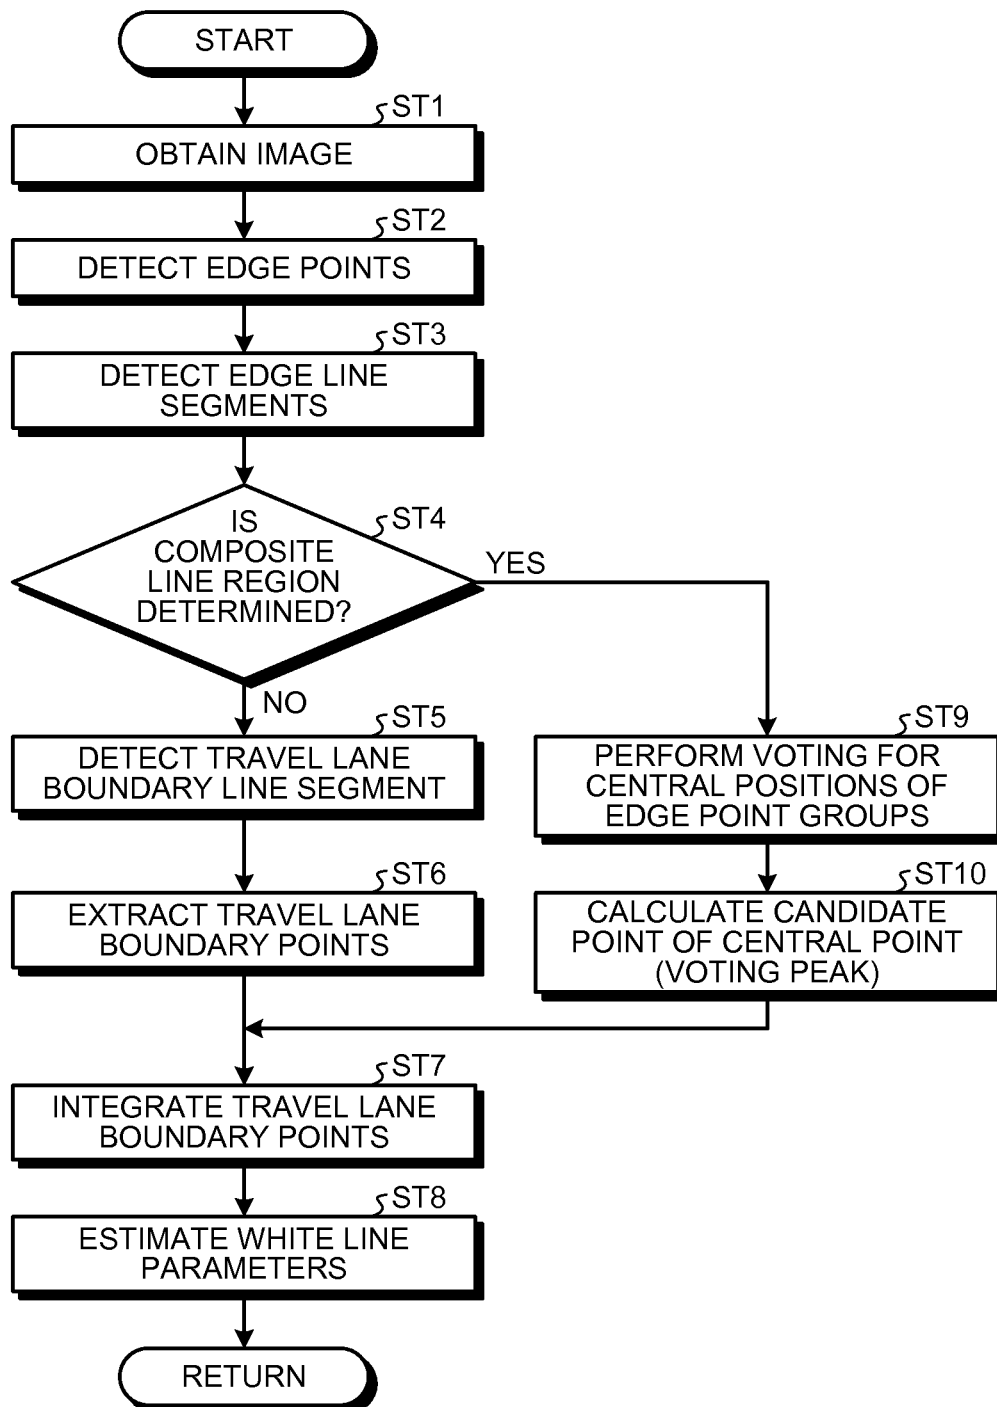 START
ST1
OBTAIN IMAGE
ST2
DETECT EDGE POINTS
ST3
DETECT EDGE LINE
SEGMENTS
ST4
IS
COMPOSITE
LINE REGION
DETERMINED?
YES
NO
ST5
DETECT TRAVEL LANE
BOUNDARY LINE SEGMENT
ST9
PERFORM VOTING FOR
CENTRAL POSITIONS OF
EDGE POINT GROUPS
ST6
EXTRACT TRAVEL LANE
BOUNDARY POINTS
ST10
CALCULATE CANDIDATE
POINT OF CENTRAL POINT
(VOTING PEAK)
ST7
INTEGRATE TRAVEL LANE
BOUNDARY POINTS
ST8
ESTIMATE WHITE LINE
PARAMETERS
RETURN